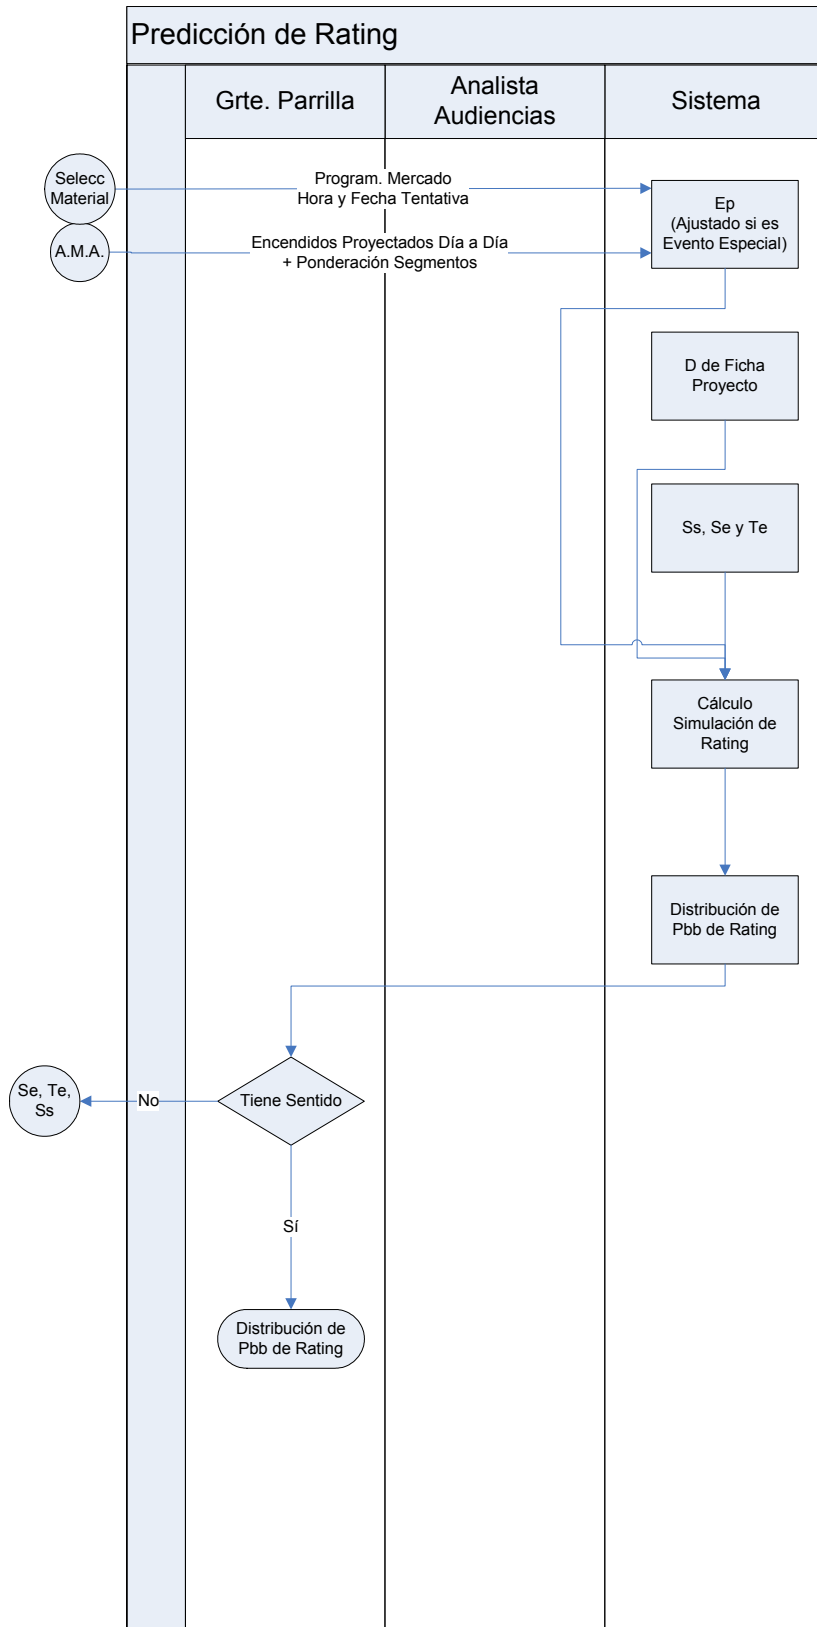 Predicción de Rating
Grte. Parrilla
Analista
Audiencias
Sistema
Selecc
Material
Program. Mercado
Hora y Fecha Tentativa
Ep
(Ajustado si es
Evento Especial)
A.M.A.
Encendidos Proyectados Día a Día
+ Ponderación Segmentos
D de Ficha
Proyecto
Ss, Se y Te
Cálculo
Simulación de
Rating
Distribución de
Pbb de Rating
Se, Te,
Ss
No
Tiene Sentido
Sí
Distribución de
Pbb de Rating